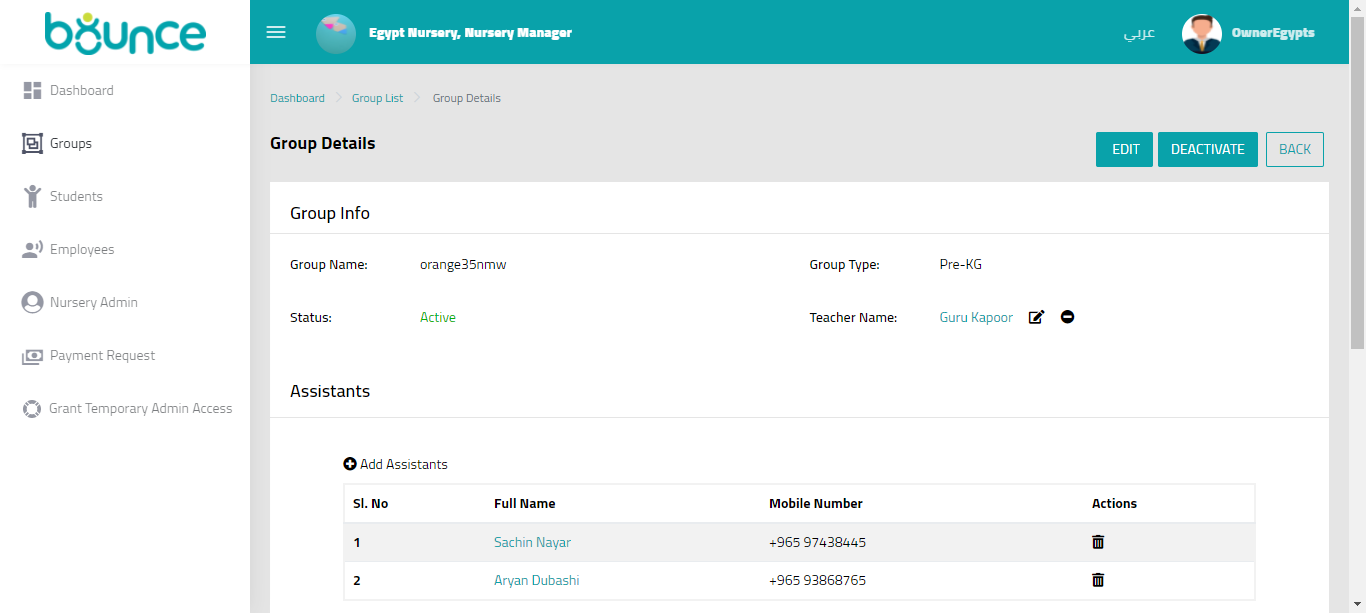 bounce
Egypt Nursery, Nursery Manager
عربي
OwnerEgypts
Dashboard
Groups
Students
Employees
Nursery Admin
Payment Request
Grant Temporary Admin Access
Dashboard > Group List > Group Details
Group Details
EDIT DEACTIVATE BACK
Group Info
Group Name: orange35nmw Group Type: Pre-KG
Status: Active Teacher Name: Guru Kapoor
Assistants
Add Assistants
Sl. No Full Name Mobile Number Actions
1 Sachin Nayar +965 97438445
2 Aryan Dubashi +965 93868765